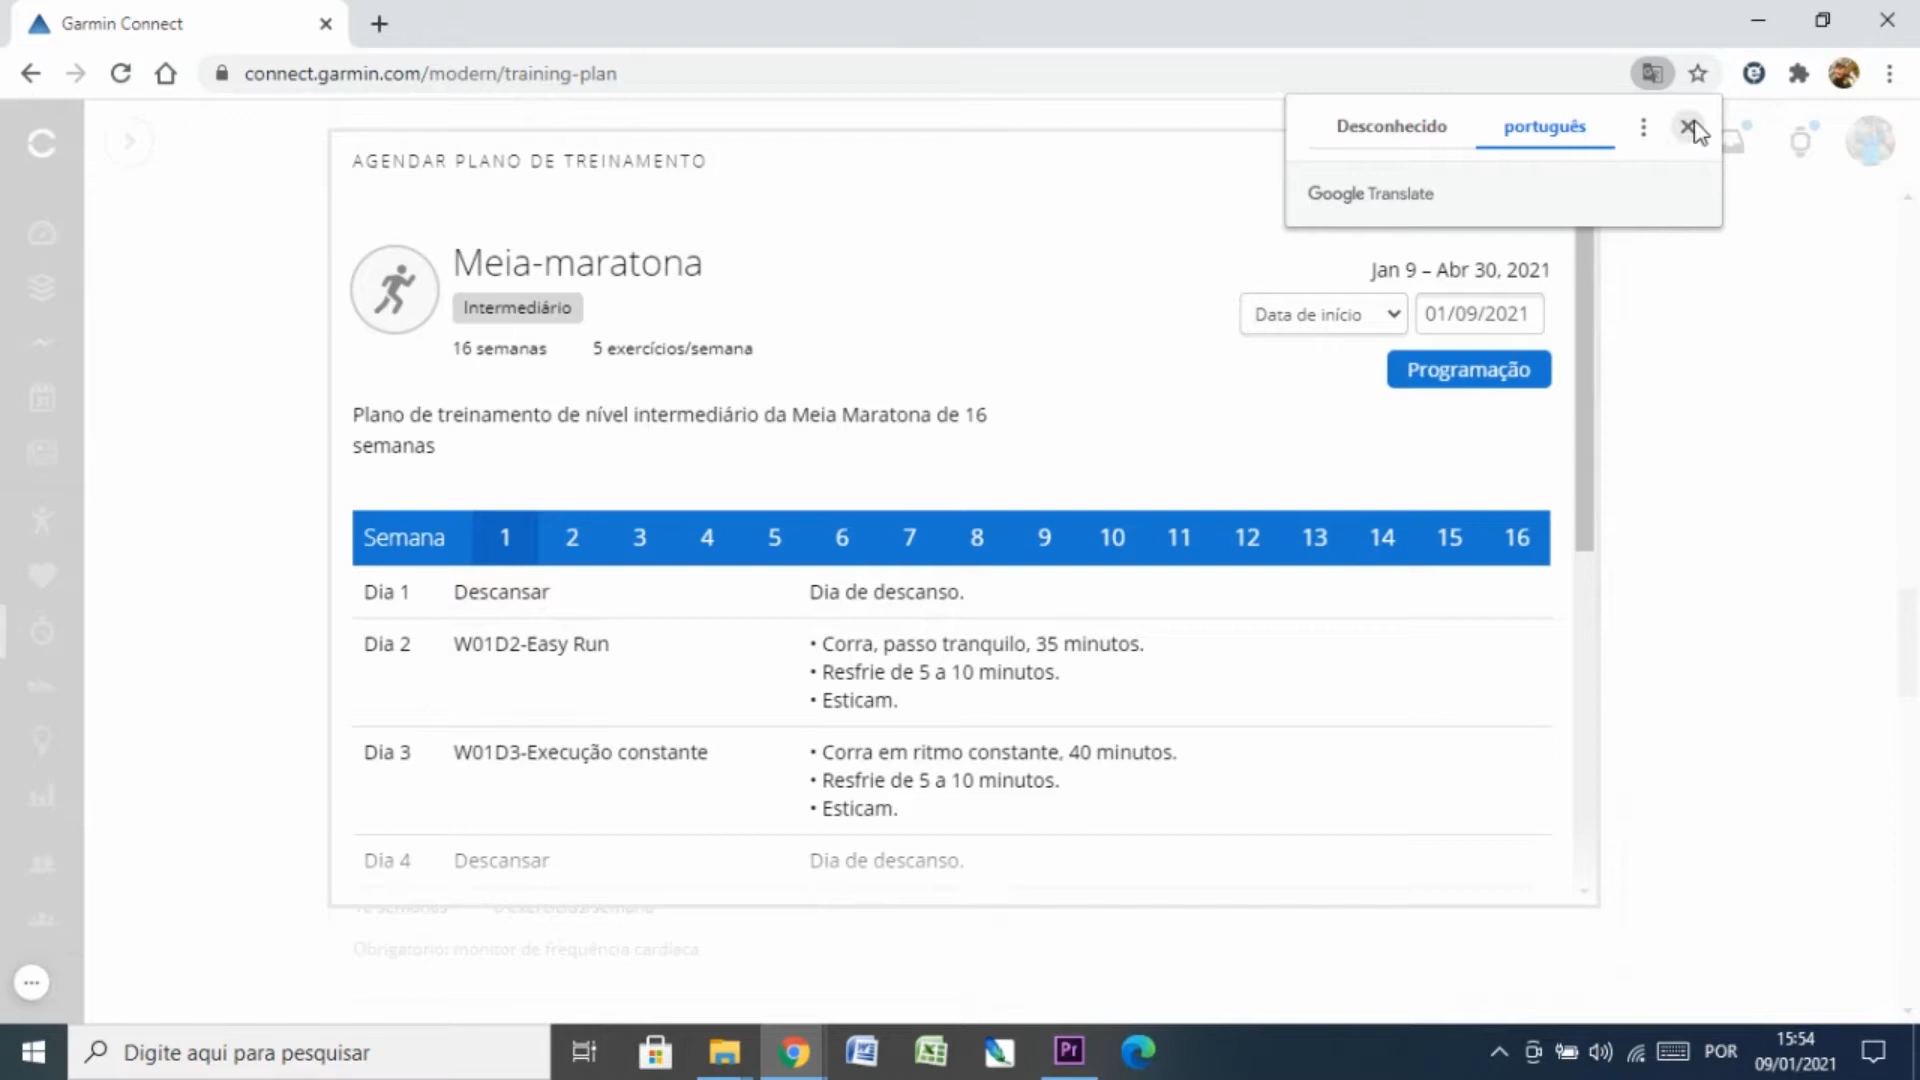 Garmin Connect
connect.garmin.com/modern/training-plan
Desconhecido português
Google Translate
AGENDAR PLANO DE TREINAMENTO
Meia-maratona
Intermediário
16 semanas 5 exercícios/semana
Jan 9 – Abr 30, 2021
Data de início 01/09/2021
Programação
Plano de treinamento de nível intermediário da Meia Maratona de 16
semanas
Semana 1 2 3 4 5 6 7 8 9 10 11 12 13 14 15 16
Dia 1 Descansar Dia de descanso.
Dia 2 W01D2-Easy Run • Corra, passo tranquilo, 35 minutos.
• Resfrie de 5 a 10 minutos.
• Esticam.
Dia 3 W01D3-Execução constante • Corra em ritmo constante, 40 minutos.
• Resfrie de 5 a 10 minutos.
• Esticam.
Dia 4 Descansar Dia de descanso.
Obrigatório: monitor de frequência cardíaca
Digite aqui para pesquisar
Pr
POR
15:54
09/01/2021